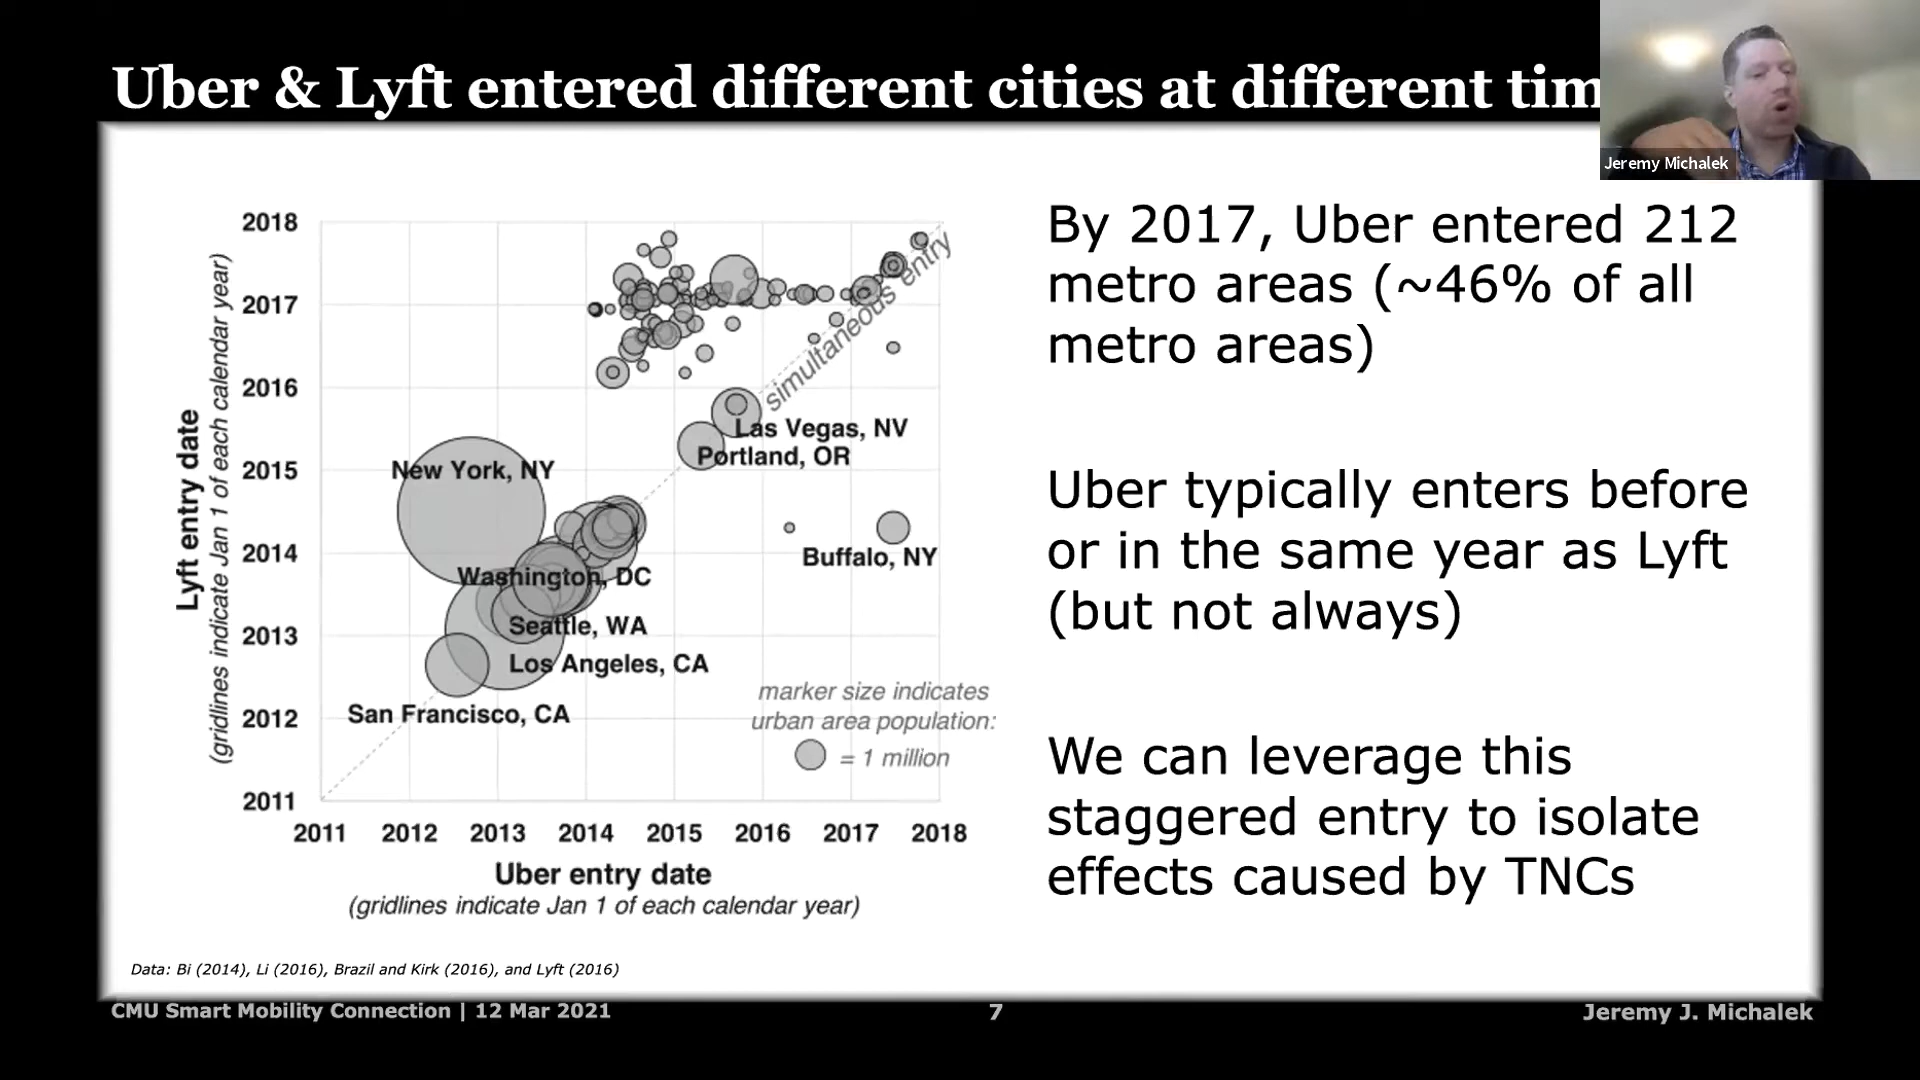 Uber & Lyft entered different cities at different tim
Jeremy Michalek
2018
2017
2016
2015
2014
2013
2012
2011
Lyft entry date
(gridlines indicate Jan 1 of each calendar year)
simultaneous entry
Las Vegas, NV
Portland, OR
New York, NY
Buffalo, NY
Washington, DC
Seattle, WA
Los Angeles, CA
San Francisco, CA
marker size indicates
urban area population:
= 1 million
2011 2012 2013 2014 2015 2016 2017 2018
Uber entry date
(gridlines indicate Jan 1 of each calendar year)
By 2017, Uber entered 212
metro areas (~46% of all
metro areas)
Uber typically enters before
or in the same year as Lyft
(but not always)
We can leverage this
staggered entry to isolate
effects caused by TNCs
Data: Bi (2014), Li (2016), Brazil and Kirk (2016), and Lyft (2016)
CMU Smart Mobility Connection | 12 Mar 2021
7
Jeremy J. Michalek